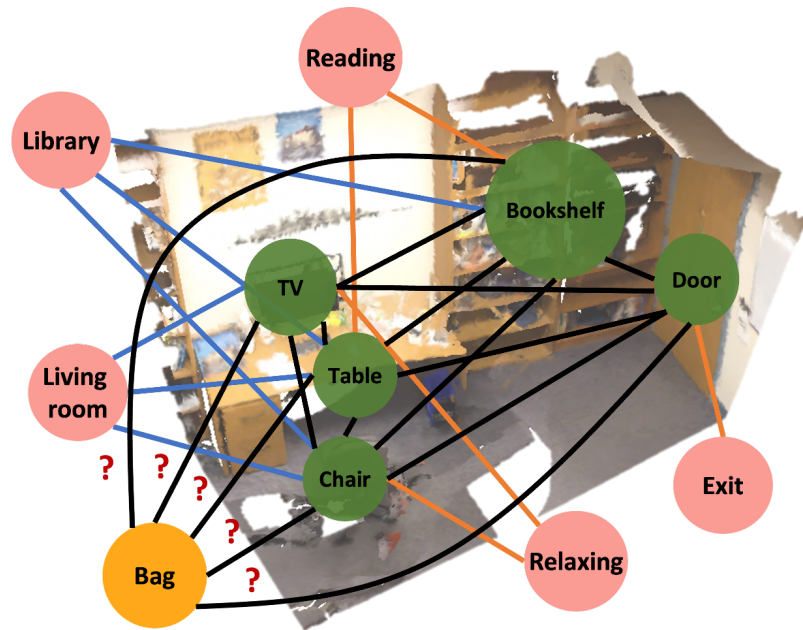 Reading
Library
Bookshelf
TV
Door
Table
Living
room
?
?
?
Chair
Exit
?
?
Bag
Relaxing